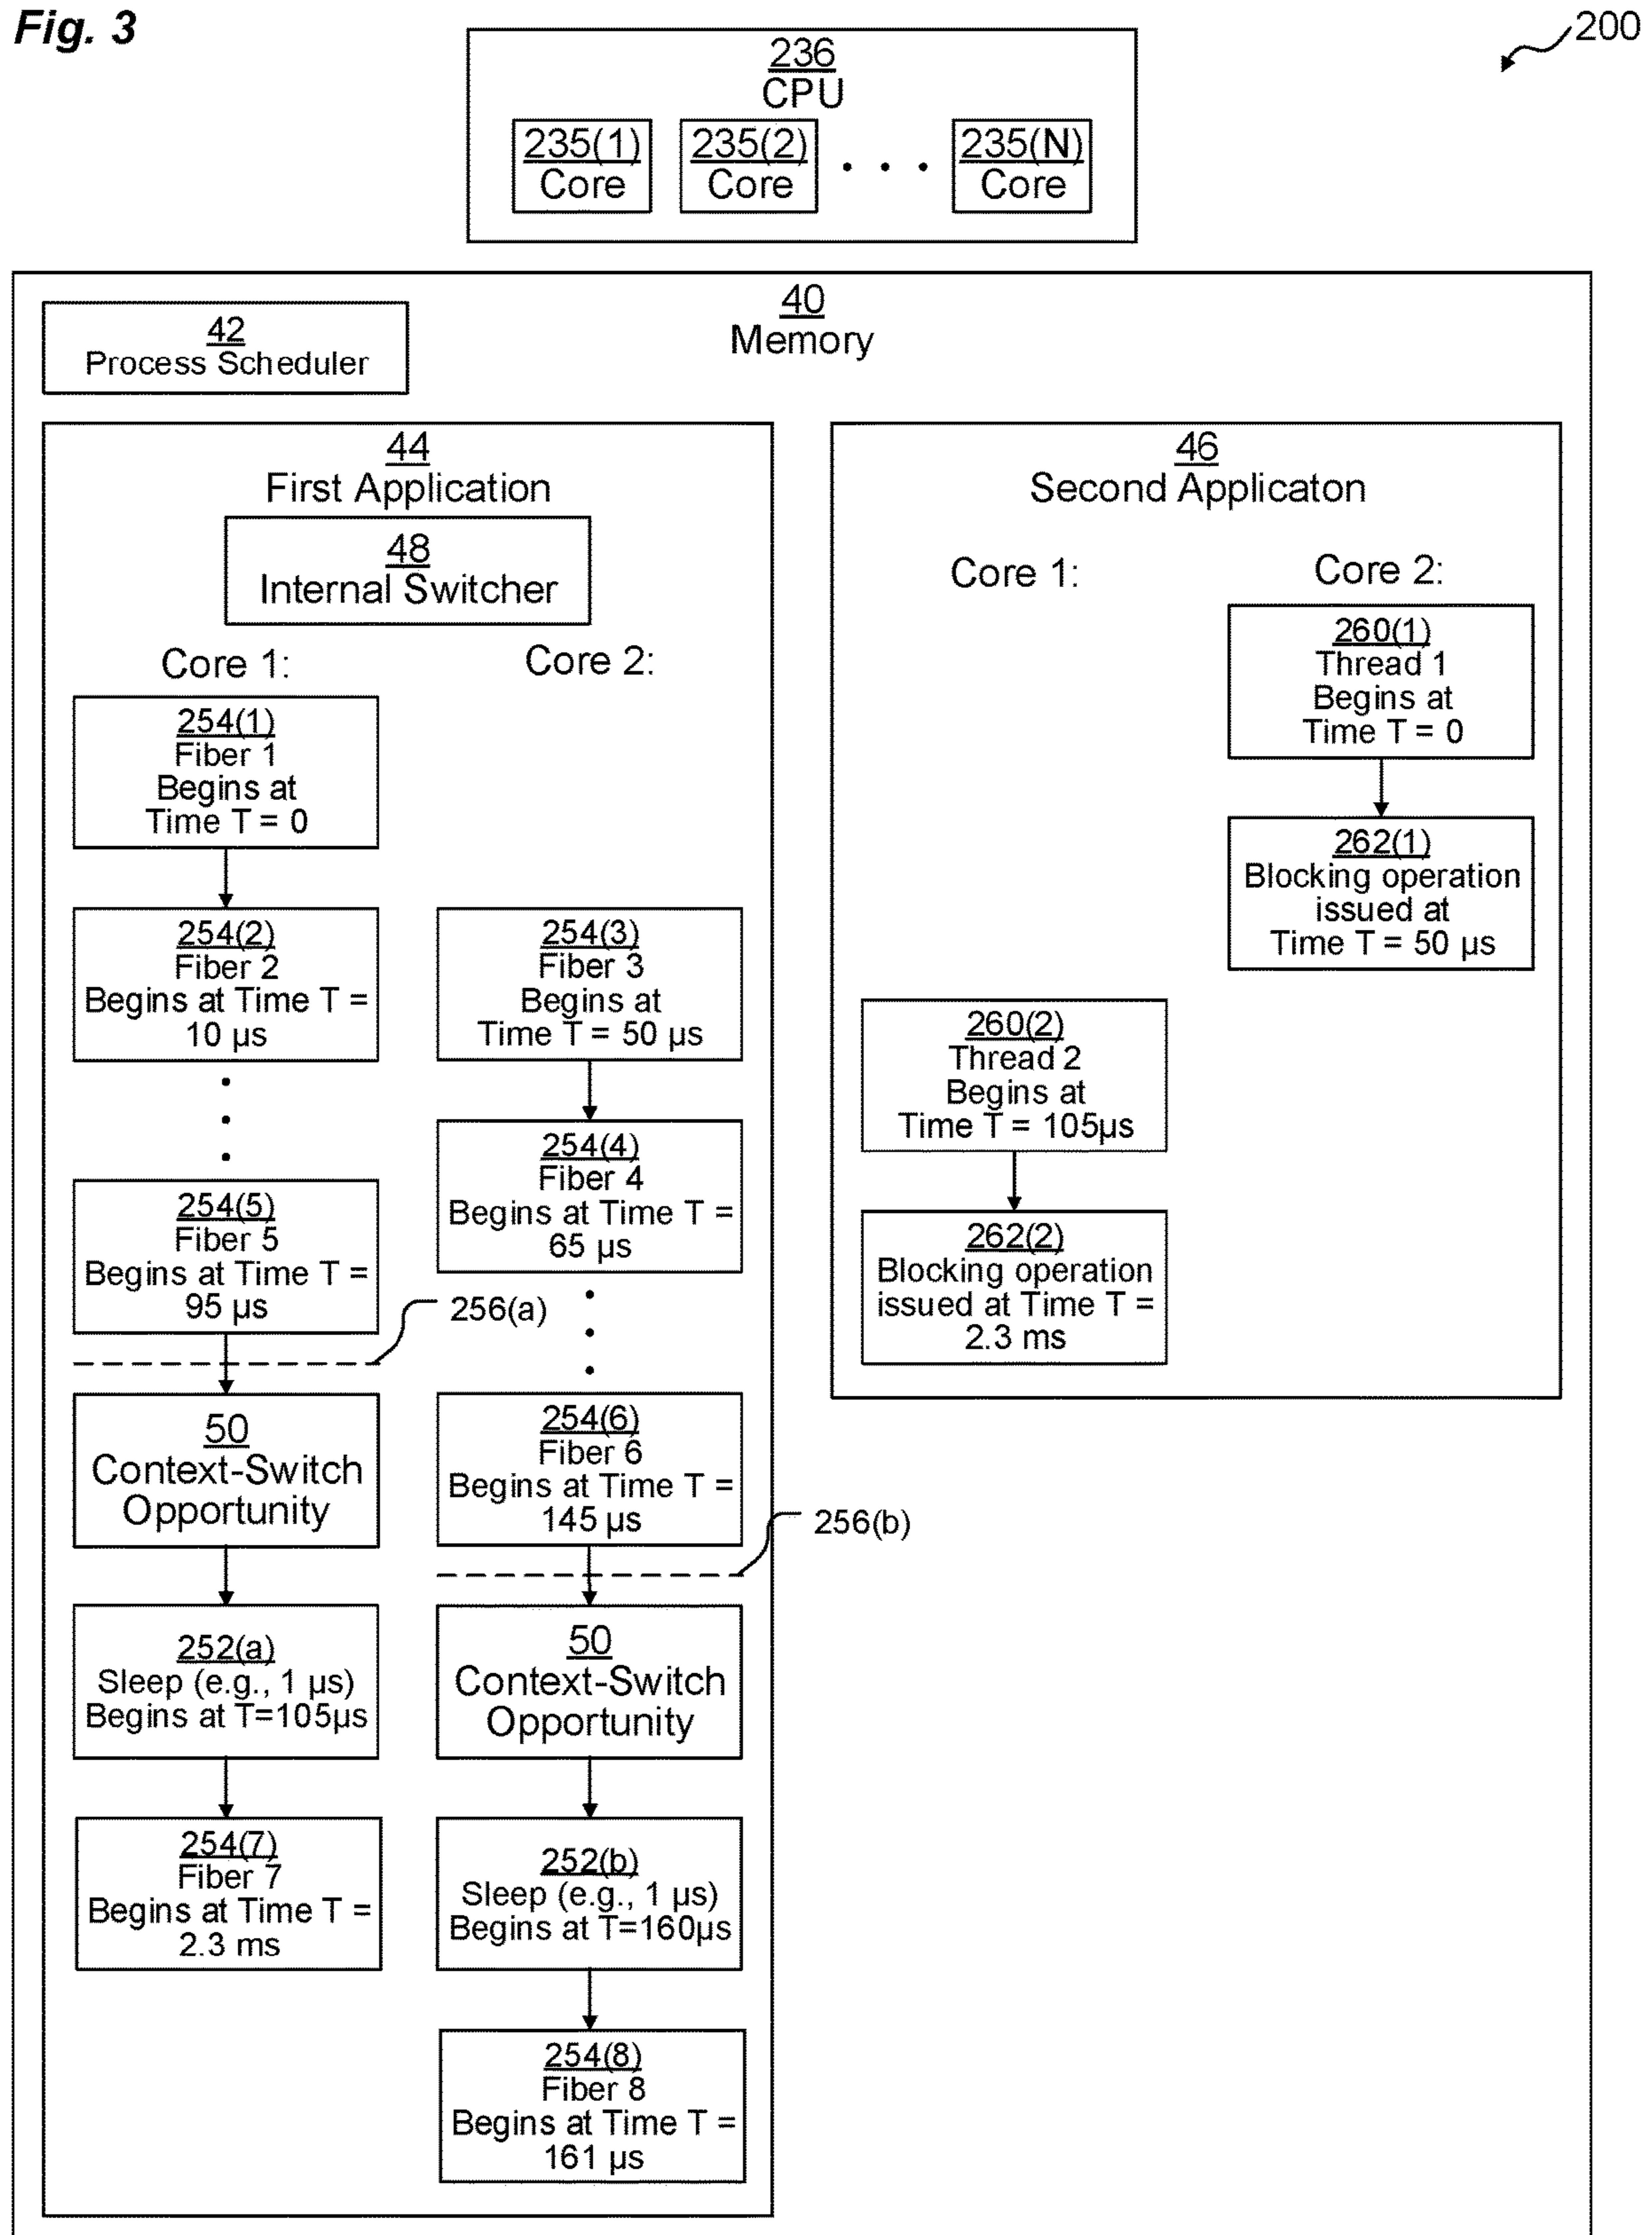 Fig. 3
200
236
CPU
235(1)
Core
235(2)
Core
. . .
235(N)
Core
40
Memory
42
Process Scheduler
44
First Application
48
Internal Switcher
Core 1:
Core 2:
254(1)
Fiber 1
Begins at
Time T = 0
254(2)
Fiber 2
Begins at Time T =
10 µs
254(3)
Fiber 3
Begins at
Time T = 50 µs
254(4)
Fiber 4
Begins at Time T =
65 µs
254(5)
Fiber 5
Begins at Time T =
95 µs
256(a)
254(6)
Fiber 6
Begins at Time T =
145 µs
256(b)
50
Context-Switch
Opportunity
50
Context-Switch
Opportunity
252(a)
Sleep (e.g., 1 µs)
Begins at T=105µs
252(b)
Sleep (e.g., 1 µs)
Begins at T=160µs
254(7)
Fiber 7
Begins at Time T =
2.3 ms
254(8)
Fiber 8
Begins at Time T =
161 µs
46
Second Applicaton
Core 1:
Core 2:
260(1)
Thread 1
Begins at
Time T = 0
262(1)
Blocking operation
issued at
Time T = 50 µs
260(2)
Thread 2
Begins at
Time T = 105µs
262(2)
Blocking operation
issued at Time T =
2.3 ms